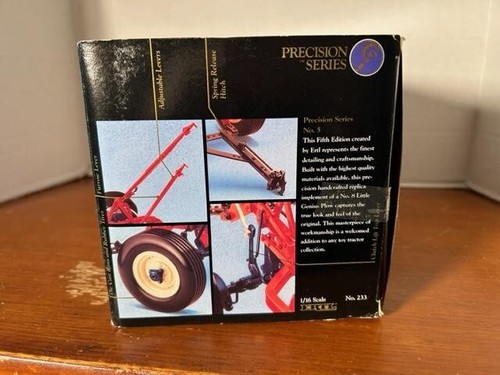 Adjustable Levers
Spring Release
Hitch
PRECISION
™ SERIES
Precision Series
No. 5
This Fifth Edition created
by Ertl represents the finest
detailing and craftsmanship.
Built with the highest quality
materials available, this pre-
cision handcrafted replica
implement of a No. 8 Little
Genius Plow captures the
true look and feel of the
original. This masterpiece of
workmanship is a welcomed
addition to any toy tractor
collection.
1/16 Scale
ERTL
No. 233